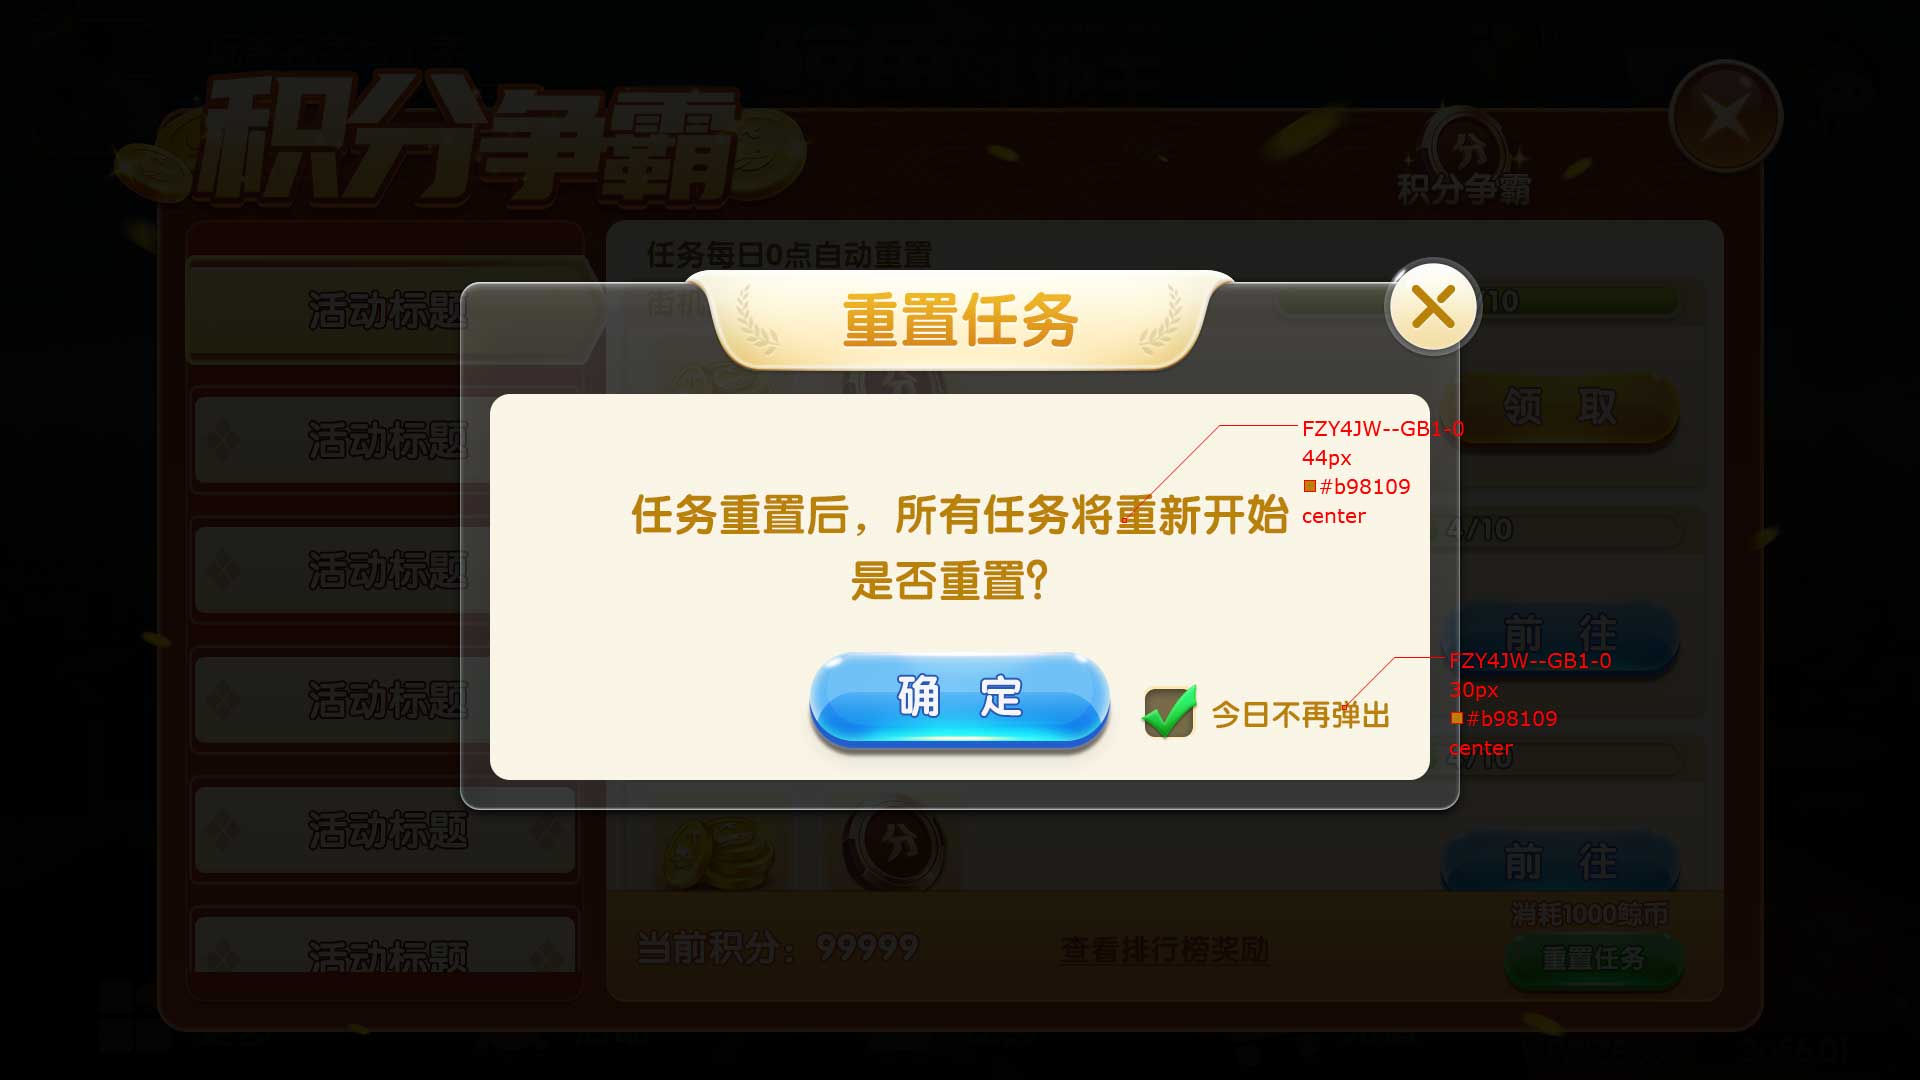 积分争霸
分
积分争霸
任务每日0点自动重置
活动标题
重置任务
/10
分
领 取
活动标题
FZY4JW--GB1-0
44px
#b98109
center
任务重置后，所有任务将重新开始
是否重置？
4/10
活动标题
前 往
活动标题
确 定
今日不再弹出
FZY4JW--GB1-0
30px
#b98109
center
4/10
活动标题
分
前 往
活动标题
当前积分：99999
查看排行榜奖励
消耗1000鲸币
重置任务